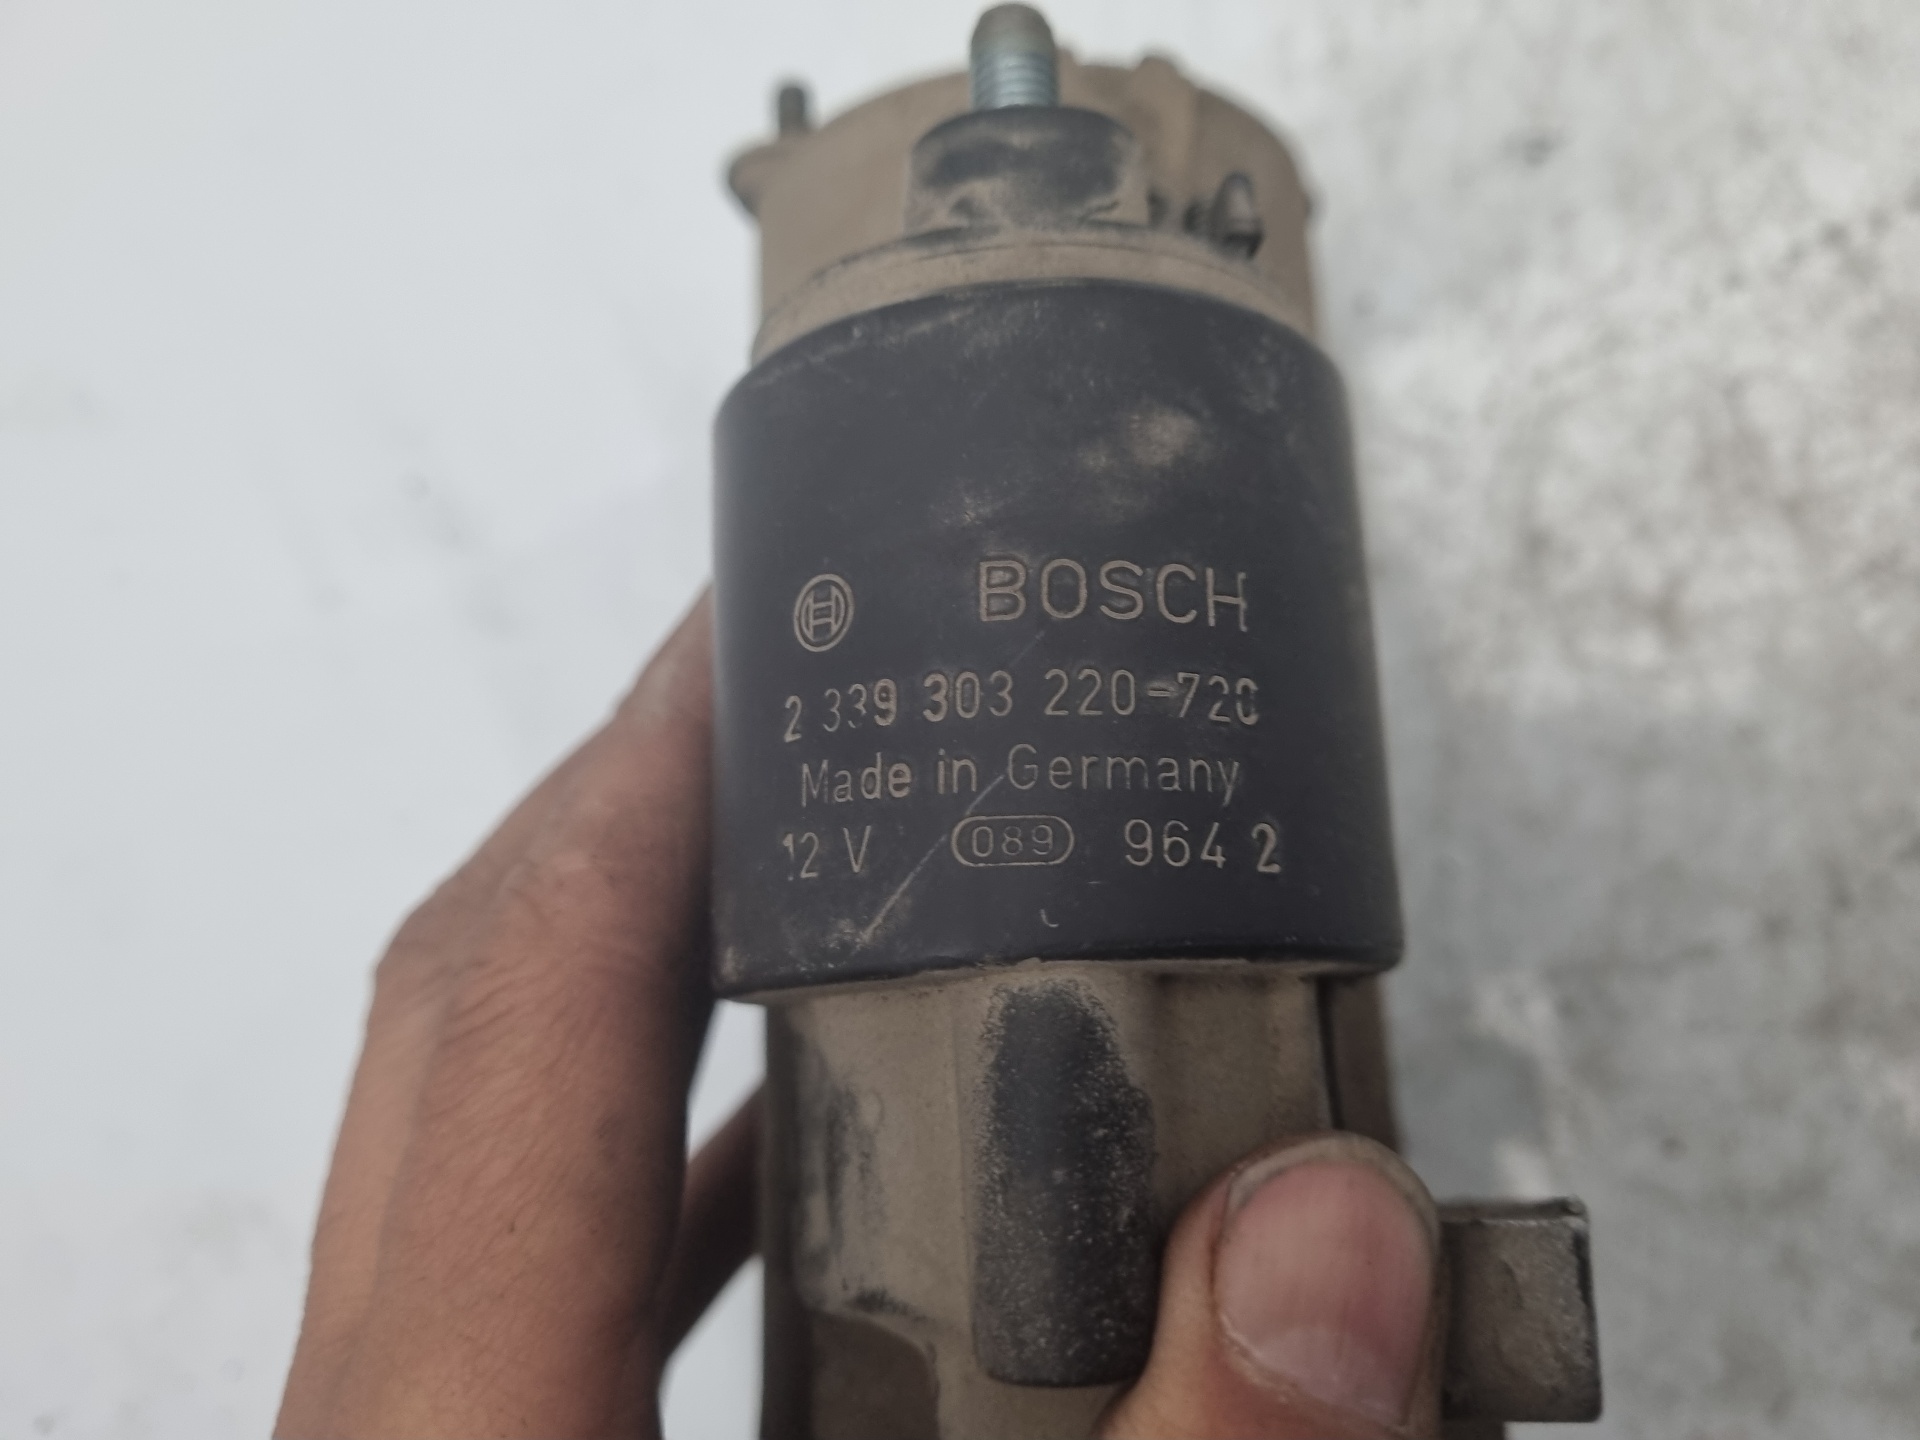 BOSCH
2 339 303 220-720
Made in Germany
12 V 089 964 2